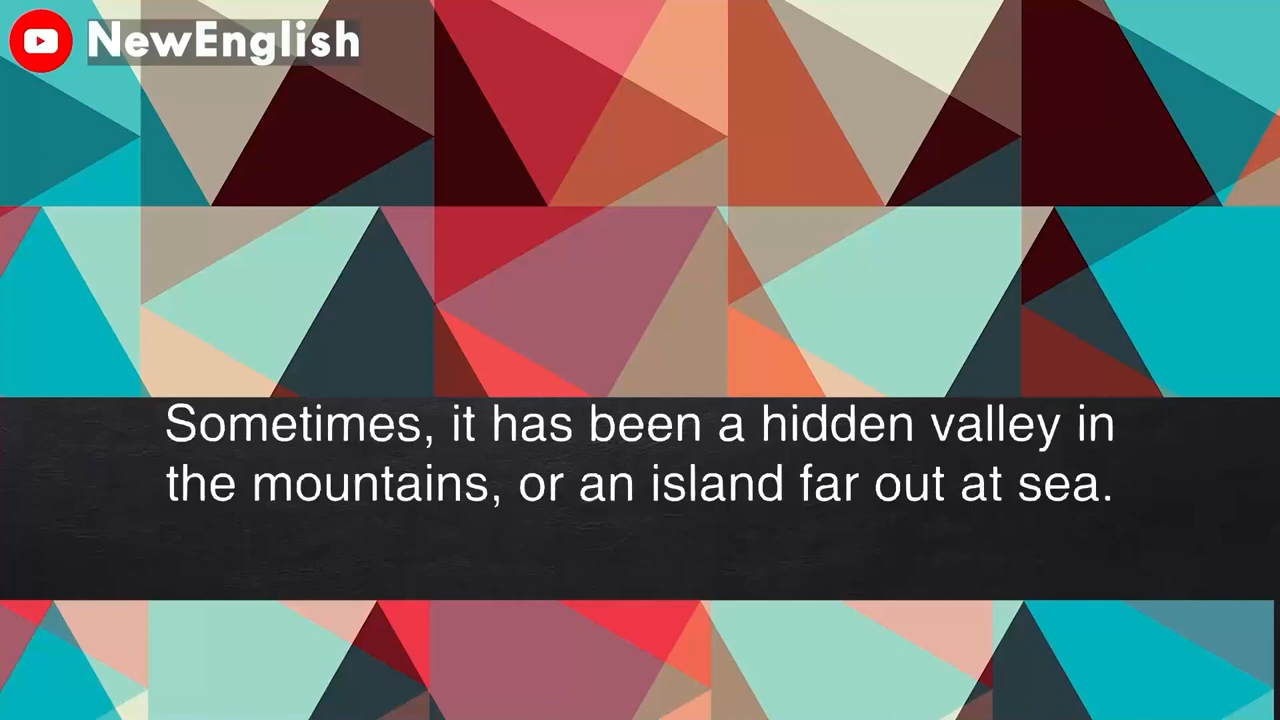 NewEnglish
Sometimes, it has been a hidden valley in
the mountains, or an island far out at sea.